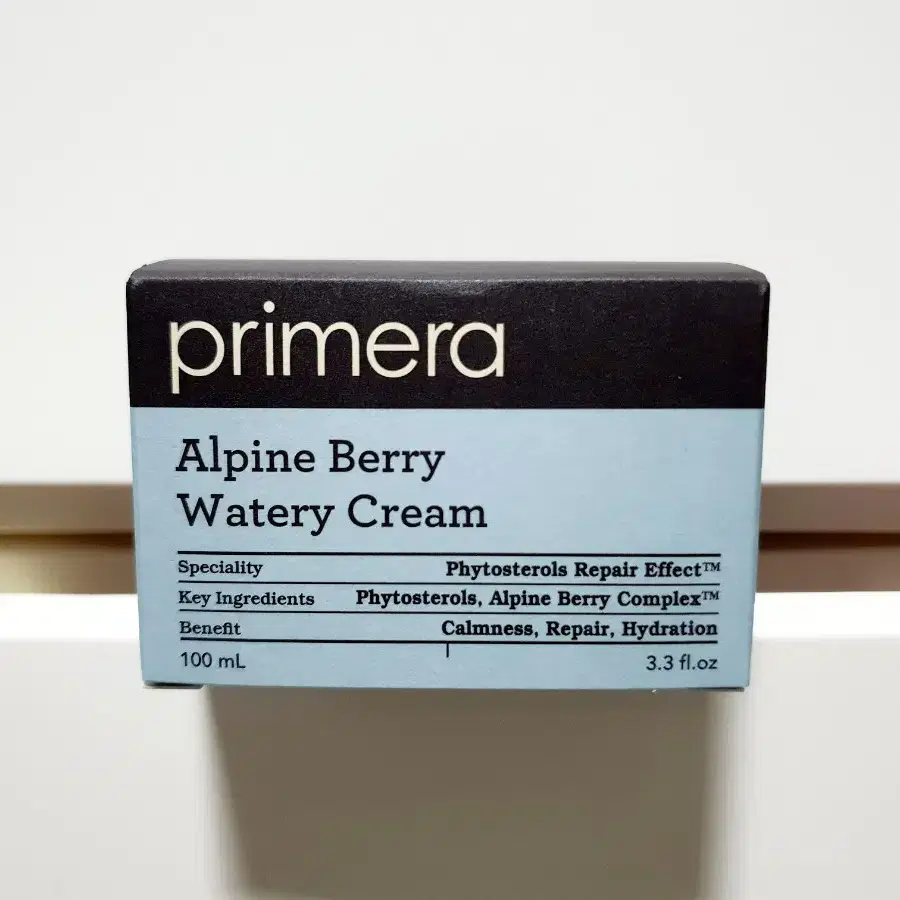 primera
Alpine Berry
Watery Cream
Speciality Phytosterols Repair Effect™
Key Ingredients Phytosterols, Alpine Berry Complex™
Benefit Calmness, Repair, Hydration
100 mL 3.3 fl.oz